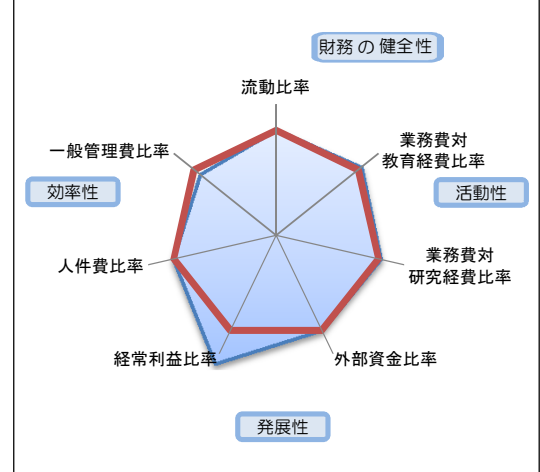 財務の健全性
流動比率
一般管理費比率
業務費対
教育経費比率
効率性
活動性
人件費比率
業務費対
研究経費比率
経常利益比率
外部資金比率
発展性